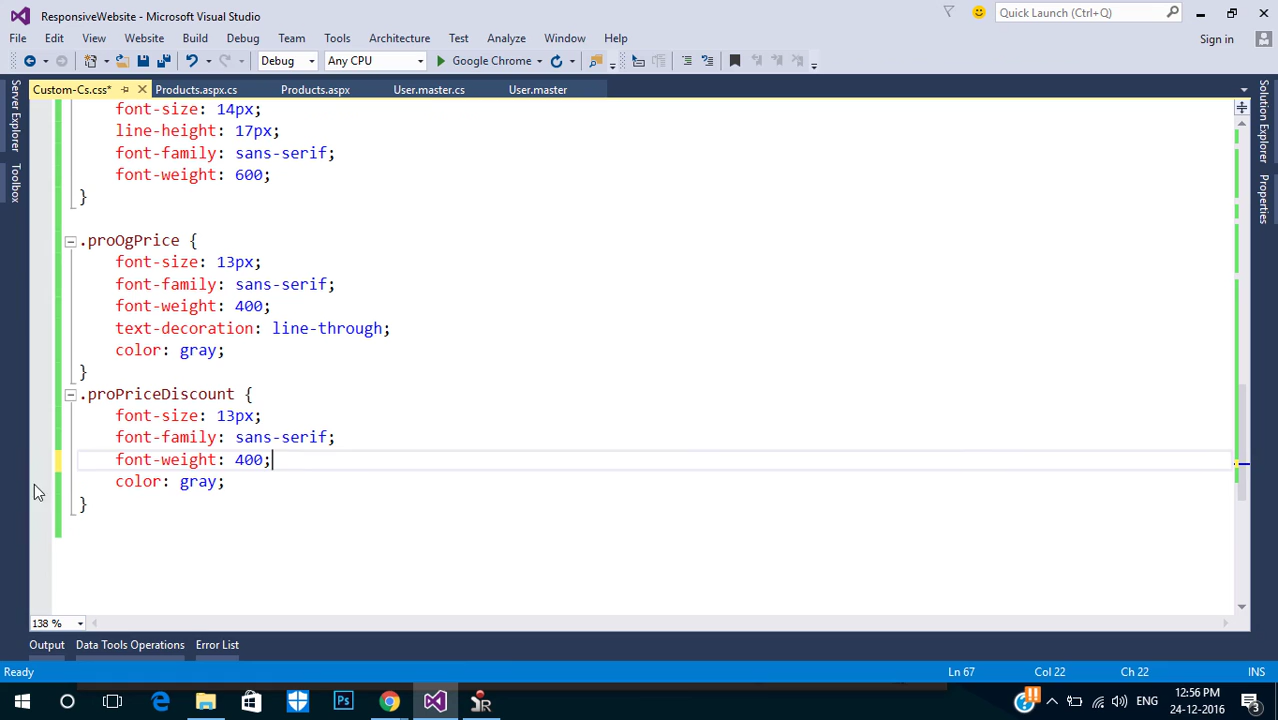 ResponsiveWebsite - Microsoft Visual Studio
Quick Launch (Ctrl+Q)
File Edit View Website Build Debug Team Tools Architecture Test Analyze Window Help
Sign in
Debug Any CPU Google Chrome
Custom-Cs.css* Products.aspx.cs Products.aspx User.master.cs User.master
Server Explorer
Toolbox
Solution Explorer
Properties
font-size: 14px;
line-height: 17px;
font-family: sans-serif;
font-weight: 600;
}
.proOgPrice {
font-size: 13px;
font-family: sans-serif;
font-weight: 400;
text-decoration: line-through;
color: gray;
}
.proPriceDiscount {
font-size: 13px;
font-family: sans-serif;
font-weight: 400;
color: gray;
}
138 %
Output Data Tools Operations Error List
Ready Ln 67 Col 22 Ch 22 INS
Ps ENG 12:56 PM
24-12-2016 3